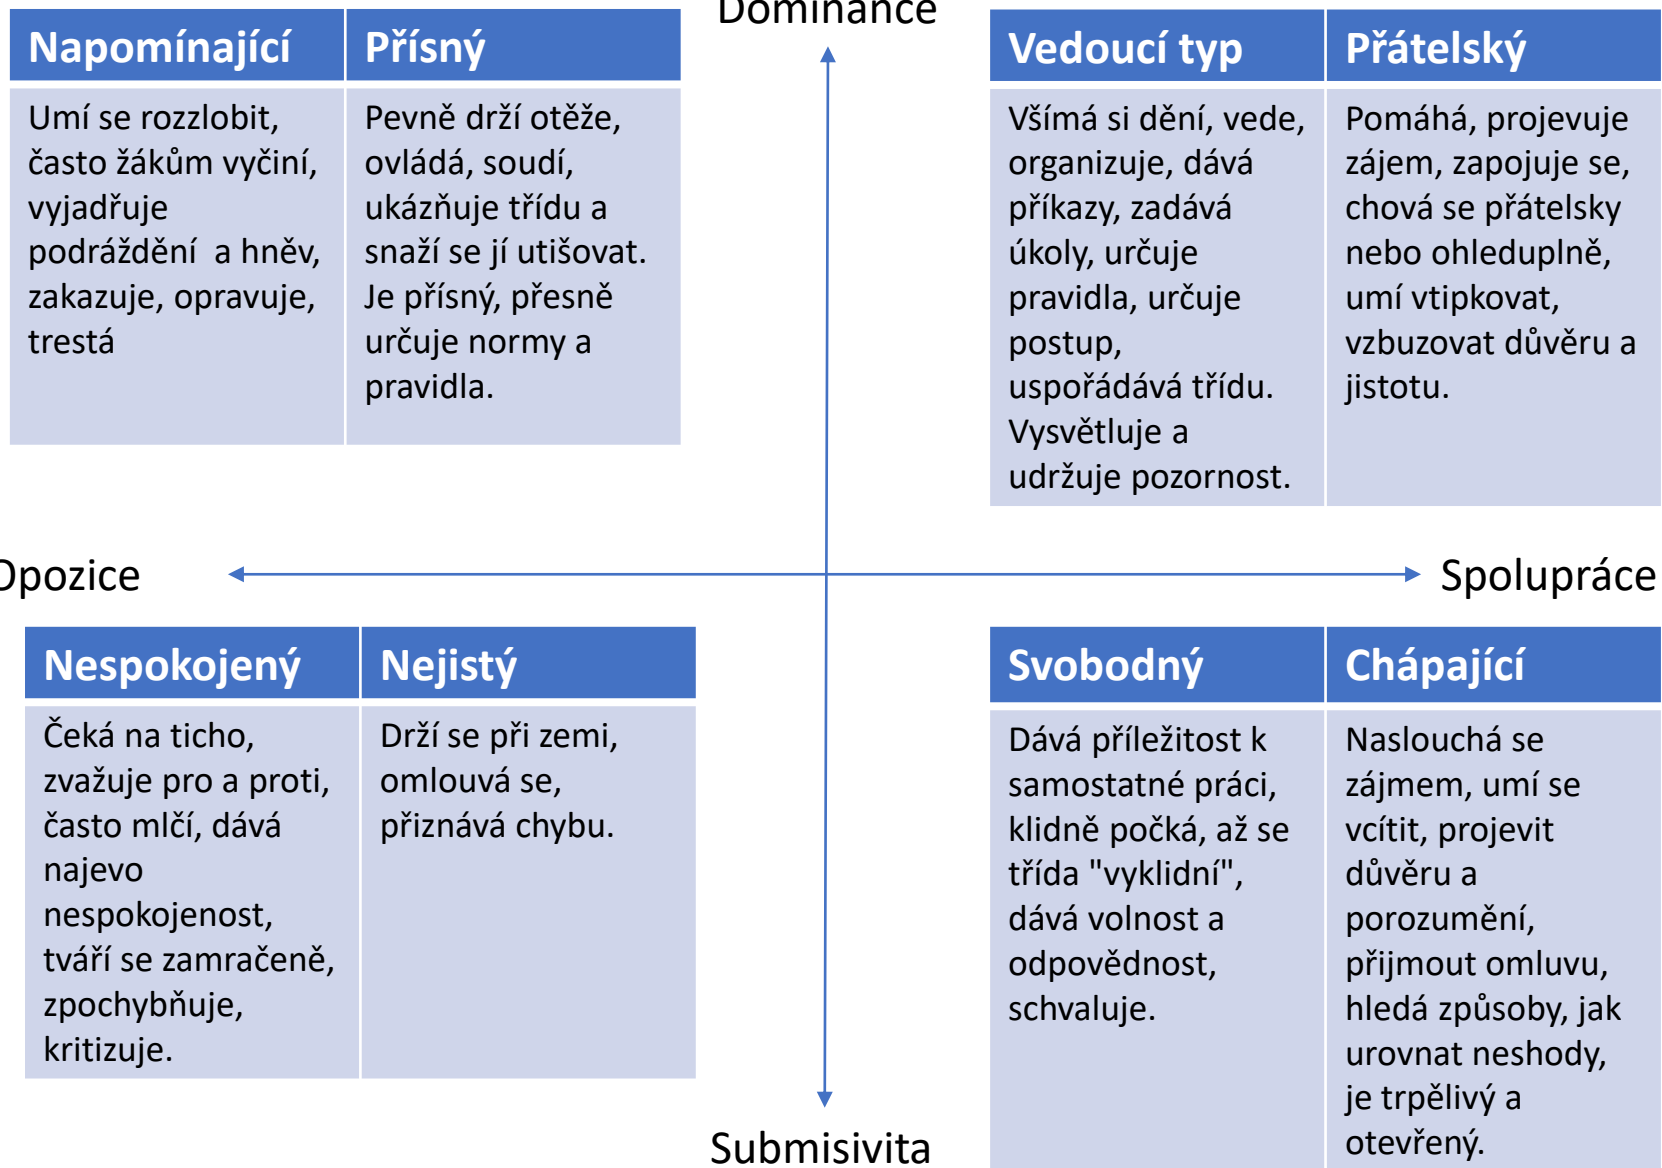 Dominance
Napomínající
Přísný
Umí se rozzlobit,
často žákům vyčiní,
vyjadřuje
podráždění  a hněv,
zakazuje, opravuje,
trestá
Pevně drží otěže,
ovládá, soudí,
ukázňuje třídu a
snaží se jí utišovat.
Je přísný, přesně
určuje normy a
pravidla.
Vedoucí typ
Přátelský
Všímá si dění, vede,
organizuje, dává
příkazy, zadává
úkoly, určuje
pravidla, určuje
postup,
uspořádává třídu.
Vysvětluje a
udržuje pozornost.
Pomáhá, projevuje
zájem, zapojuje se,
chová se přátelsky
nebo ohleduplně,
umí vtipkovat,
vzbuzovat důvěru a
jistotu.
Opozice
Spolupráce
Nespokojený
Nejistý
Čeká na ticho,
zvažuje pro a proti,
často mlčí, dává
najevo
nespokojenost,
tváří se zamračeně,
zpochybňuje,
kritizuje.
Drží se při zemi,
omlouvá se,
přiznává chybu.
Svobodný
Chápající
Dává příležitost k
samostatné práci,
klidně počká, až se
třída "vyklidní",
dává volnost a
odpovědnost,
schvaluje.
Naslouchá se
zájmem, umí se
vcítit, projevit
důvěru a
porozumění,
přijmout omluvu,
hledá způsoby, jak
urovnat neshody,
je trpělivý a
otevřený.
Submisivita